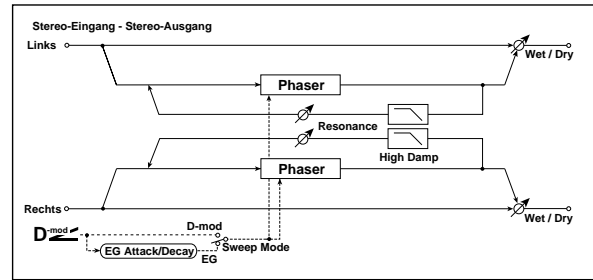 Stereo-Eingang - Stereo-Ausgang
Links
Wet / Dry
Phaser
Resonance
High Damp
Phaser
Rechts
Wet / Dry
D-mod
D-mod
EG Attack/Decay
EG
Sweep Mode